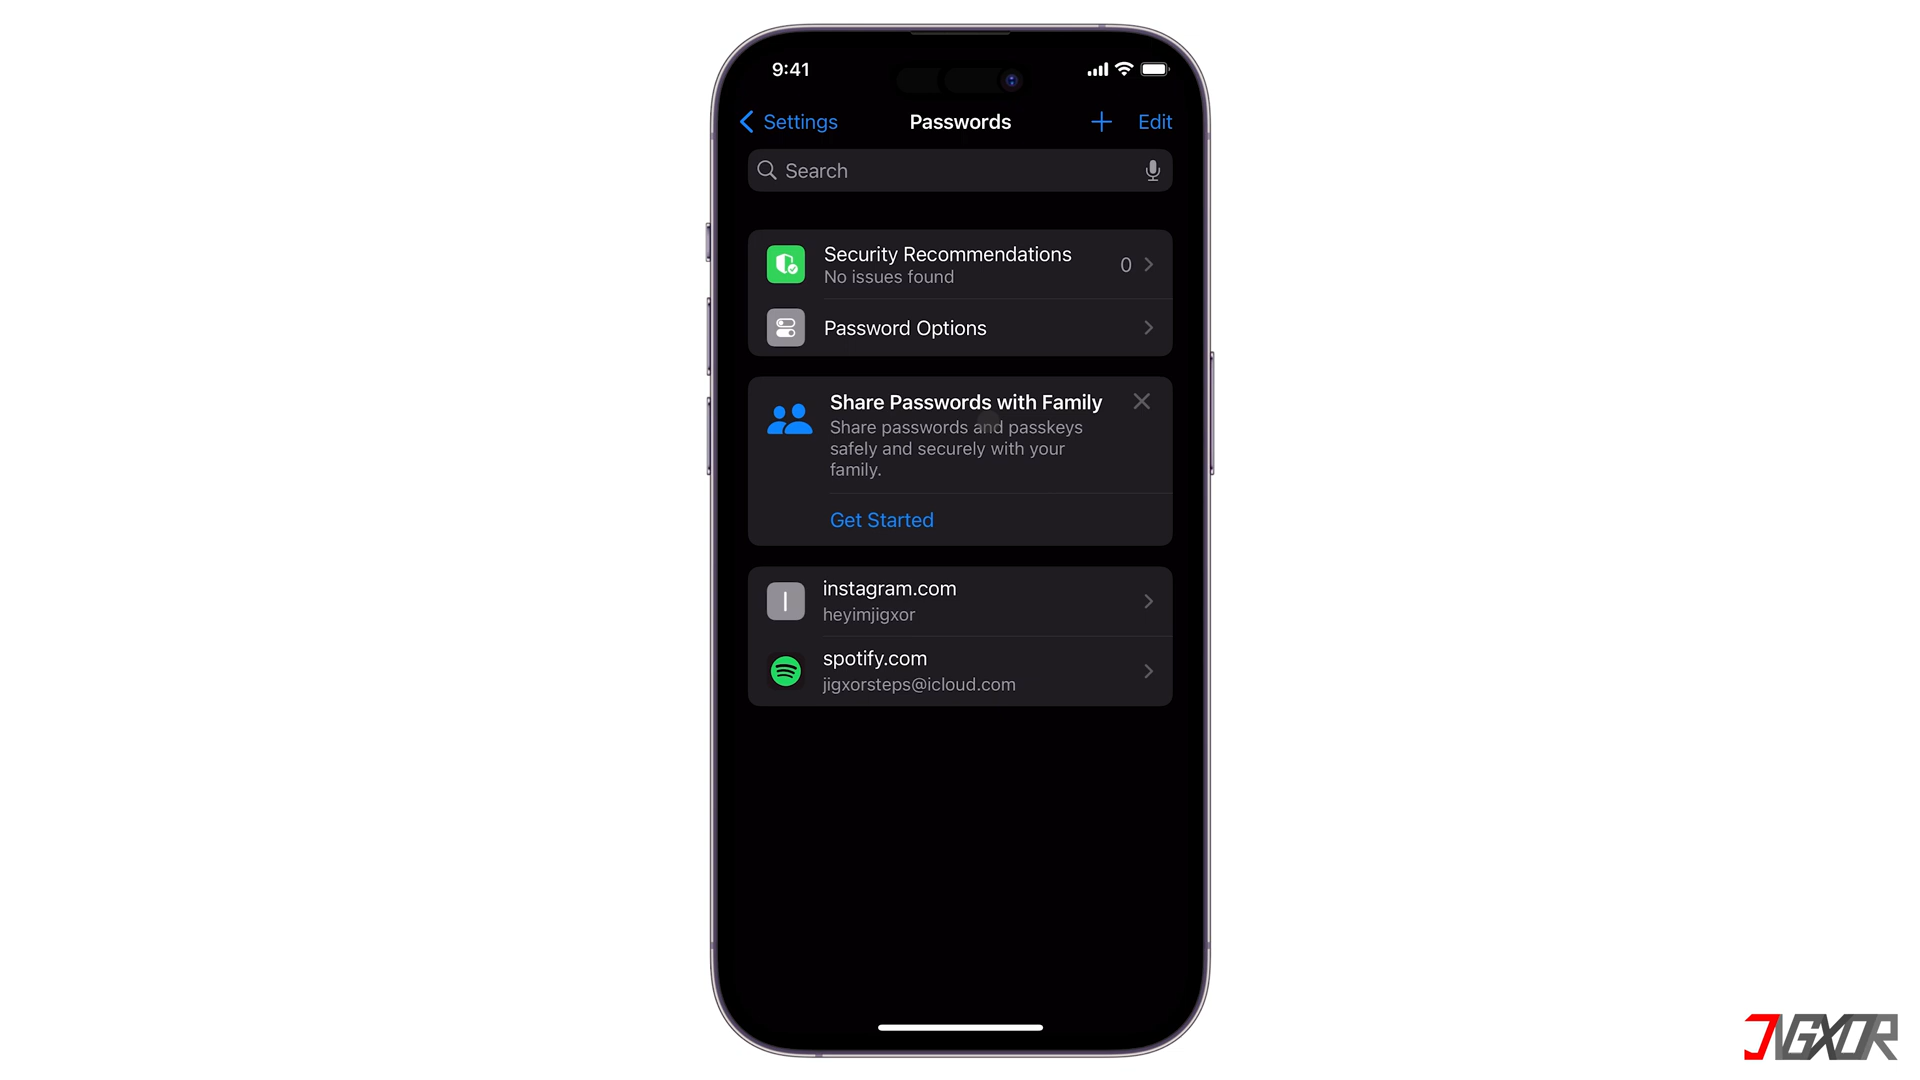 9:41
Settings
Passwords
Edit
Search
Security Recommendations
0
No issues found
Password Options
Share Passwords with Family
Share passwords and passkeys
safely and securely with your
family.
Get Started
I
instagram.com
heyimjigxor
spotify.com
jigxorsteps@icloud.com
JIGXOR